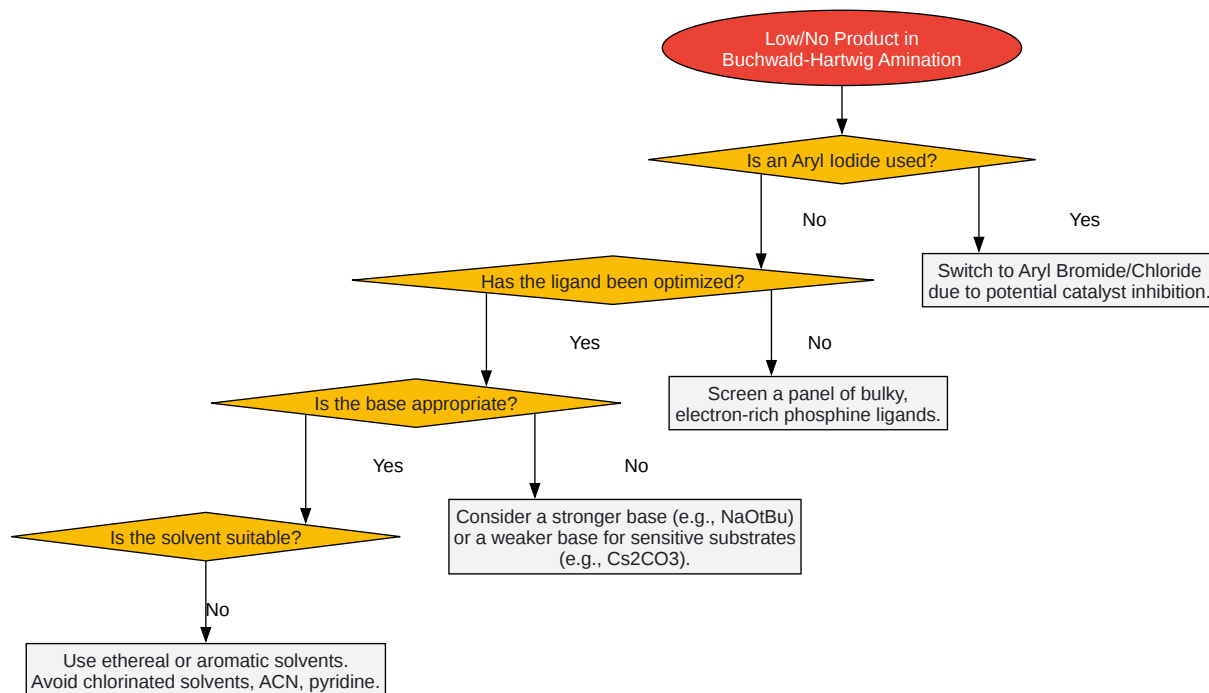 Low/No Product in
Buchwald-Hartwig Amination
Is an Aryl Iodide used?
No
Yes
Switch to Aryl Bromide/Chloride
due to potential catalyst inhibition.
Has the ligand been optimized?
Yes
No
Screen a panel of bulky,
electron-rich phosphine ligands.
Is the base appropriate?
Yes
No
Consider a stronger base (e.g., NaOtBu)
or a weaker base for sensitive substrates
(e.g., Cs2CO3).
Is the solvent suitable?
No
Use ethereal or aromatic solvents.
Avoid chlorinated solvents, ACN, pyridine.